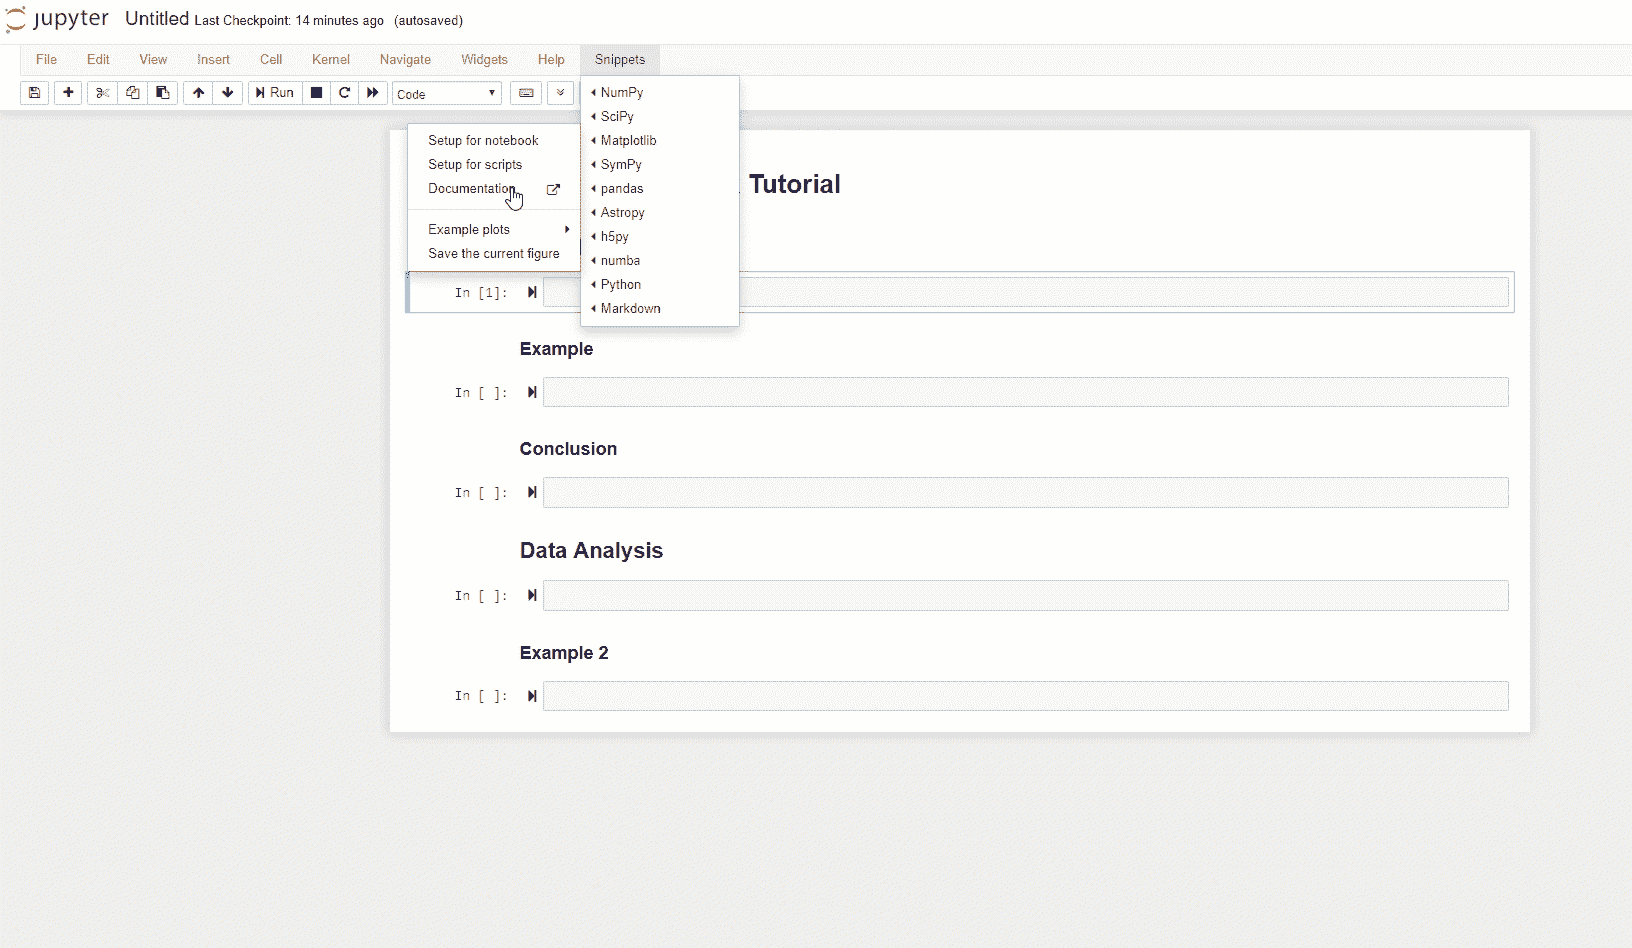 jupyter Untitled Last Checkpoint: 14 minutes ago (autosaved)
File Edit View Insert Cell Kernel Navigate Widgets Help Snippets
Run Code
NumPy
SciPy
Matplotlib
SymPy
pandas
Astropy
h5py
numba
Python
Markdown
Setup for notebook
Setup for scripts
Documentation
Example plots
Save the current figure
Tutorial
In [1]:
Example
In [ ]:
Conclusion
In [ ]:
Data Analysis
In [ ]:
Example 2
In [ ]: